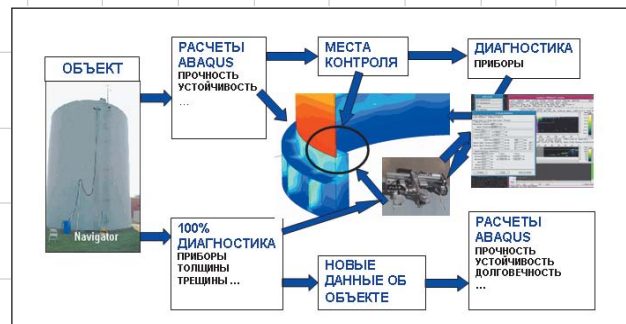 ОБЪЕКТ
Navigator
РАСЧЕТЫ
ABAQUS
ПРОЧНОСТЬ
УСТОЙЧИВОСТЬ
...
МЕСТА
КОНТРОЛЯ
ДИАГНОСТИКА
ПРИБОРЫ
100%
ДИАГНОСТИКА
ПРИБОРЫ
ТОЛЩИНЫ
ТРЕЩИНЫ ...
НОВЫЕ
ДАННЫЕ ОБ
ОБЪЕКТЕ
РАСЧЕТЫ
ABAQUS
ПРОЧНОСТЬ
УСТОЙЧИВОСТЬ
ДОЛГОВЕЧНОСТЬ
...